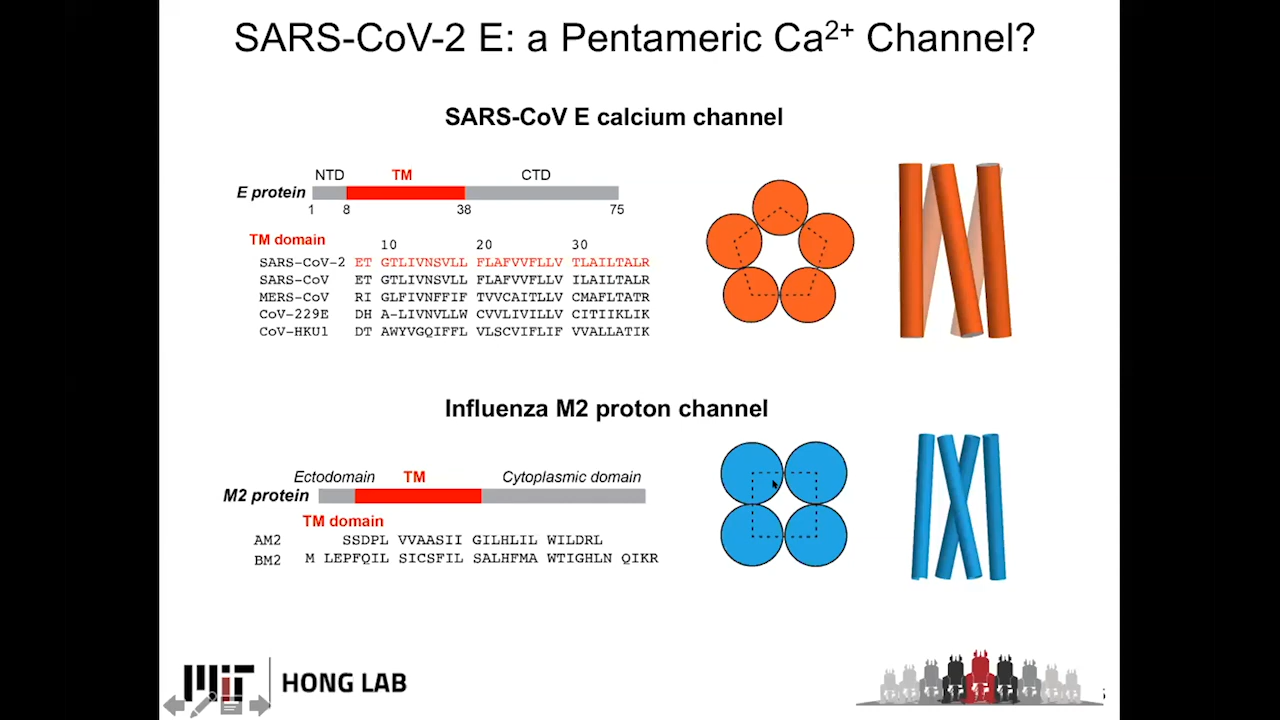 SARS-CoV-2 E: a Pentameric Ca2+ Channel?
SARS-CoV E calcium channel
NTD TM CTD
E protein
1 8 38 75
TM domain
10 20 30
SARS-CoV-2 ET GTLIVNSVLL FLAFVVFLLV TLAILTALR
SARS-CoV ET GTLIVNSVLL FLAFVVFLLV ILAILTALR
MERS-CoV RI GLFIVNFFIF TVVCAITLLV CMAFLTATR
CoV-229E DH A-LIVNVLLW CVVLIVILLV CITIIKLIK
CoV-HKU1 DT AWYVGQIFFL VLSCVIFLIF VVALLATIK
Influenza M2 proton channel
Ectodomain TM Cytoplasmic domain
M2 protein
TM domain
AM2 SSDPL VVAASII GILHLIL WILDRL
BM2 M LEPFQIL SICSFIL SALHFMA WTIGHLN QIKR
MIT HONG LAB